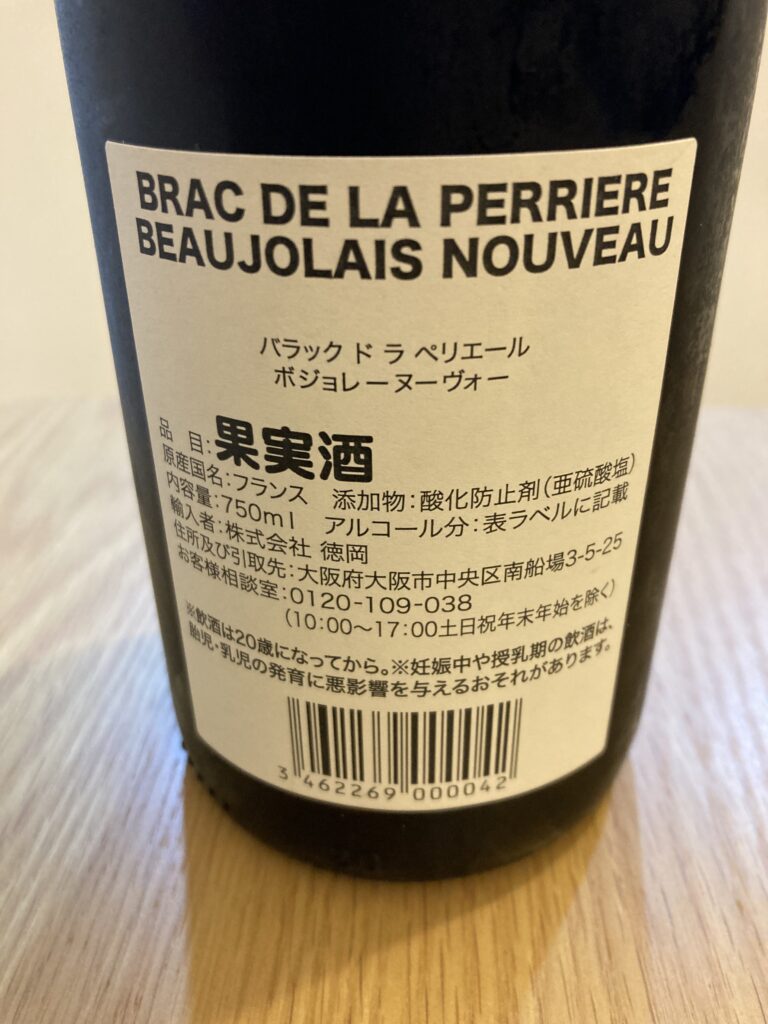 BRAC DE LA PERRIERE
BEAUJOLAIS NOUVEAU
バラック ド ラ ペリエール
ボジョレーヌーヴォー
品 目:果実酒
原産国名:フランス 添加物:酸化防止剤(亜硫酸塩)
内容量:750ml アルコール分:表ラベルに記載
輸入者:株式会社 徳岡
住所及び引取先:大阪府大阪市中央区南船場3-5-25
お客様相談室:0120-109-038
(10:00〜17:00土日祝年末年始を除く)
※飲酒は20歳になってから。※妊娠中や授乳期の飲酒は、
胎児・乳児の発育に悪影響を与えるおそれがあります。
3 462269 000042